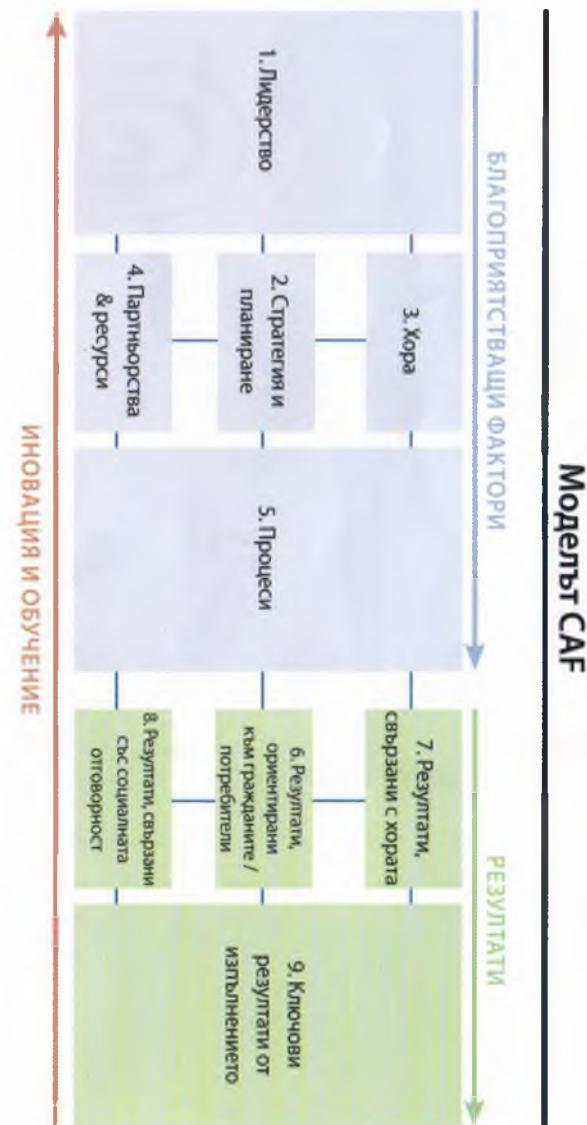 Моделът CAF
БЛАГОПРИЯТСТВАЩИ ФАКТОРИ
РЕЗУЛТАТИ
1. Лидерство
3. Хора
2. Стратегия и
планиране
4. Партньорства
& ресурси
5. Процеси
7. Резултати,
свързани с хората
6. Резултати,
ориентирани
към гражданите /
потребители
8. Резултати, свързани
със социалната
отговорност
9. Ключови
резултати от
изпълнението
ИНОВАЦИЯ И ОБУЧЕНИЕ